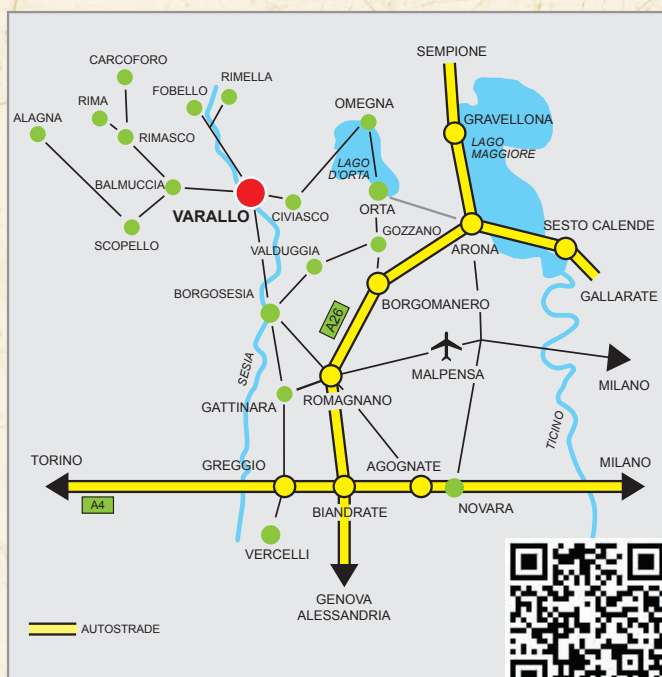 CARCOFORO
SEMPIONE
RIMELLA
FOBELLO
RIMA
OMEGNA
ALAGNA
GRAVELLONA
RIMASCO
LAGO
MAGGIORE
LAGO
D'ORTA
BALMUCCIA
VARALLO
CIVIASCO
ORTA
SESTO CALENDE
SCOPELLO
GOZZANO
VALDUGGIA
ARONA
BORGOSESIA
BORGOMANERO
GALLARATE
A26
SESIA
MALPENSA
MILANO
GATTINARA
ROMAGNANO
TICINO
TORINO
GREGGIO
AGOGNATE
MILANO
A4
BIANDRATE
NOVARA
VERCELLI
GENOVA
ALESSANDRIA
AUTOSTRADE